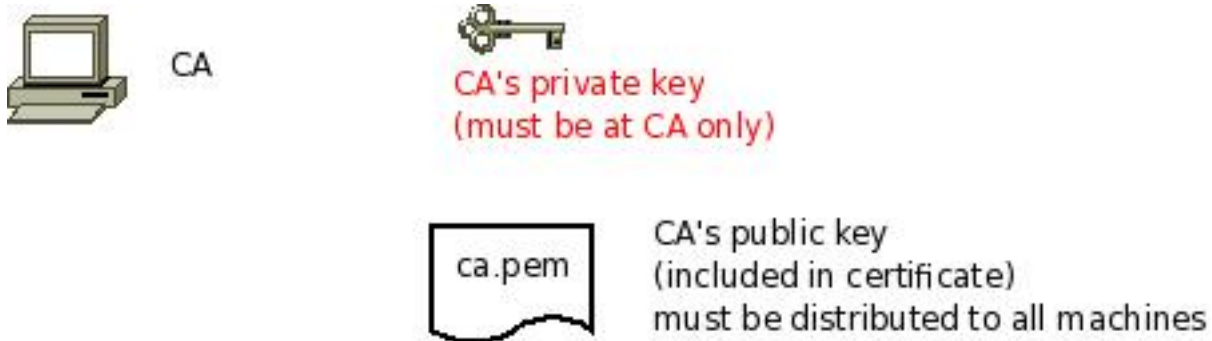 CA
CA's private key
(must be at CA only)
ca.pem
CA's public key
(included in certificate)
must be distributed to all machines